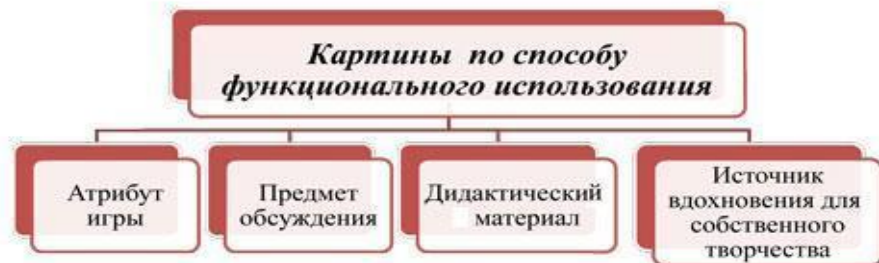 Картины по способу
функционального использования
Атрибут
игры
Предмет
обсуждения
Дидактический
материал
Источник
вдохновения для
собственного
творчества